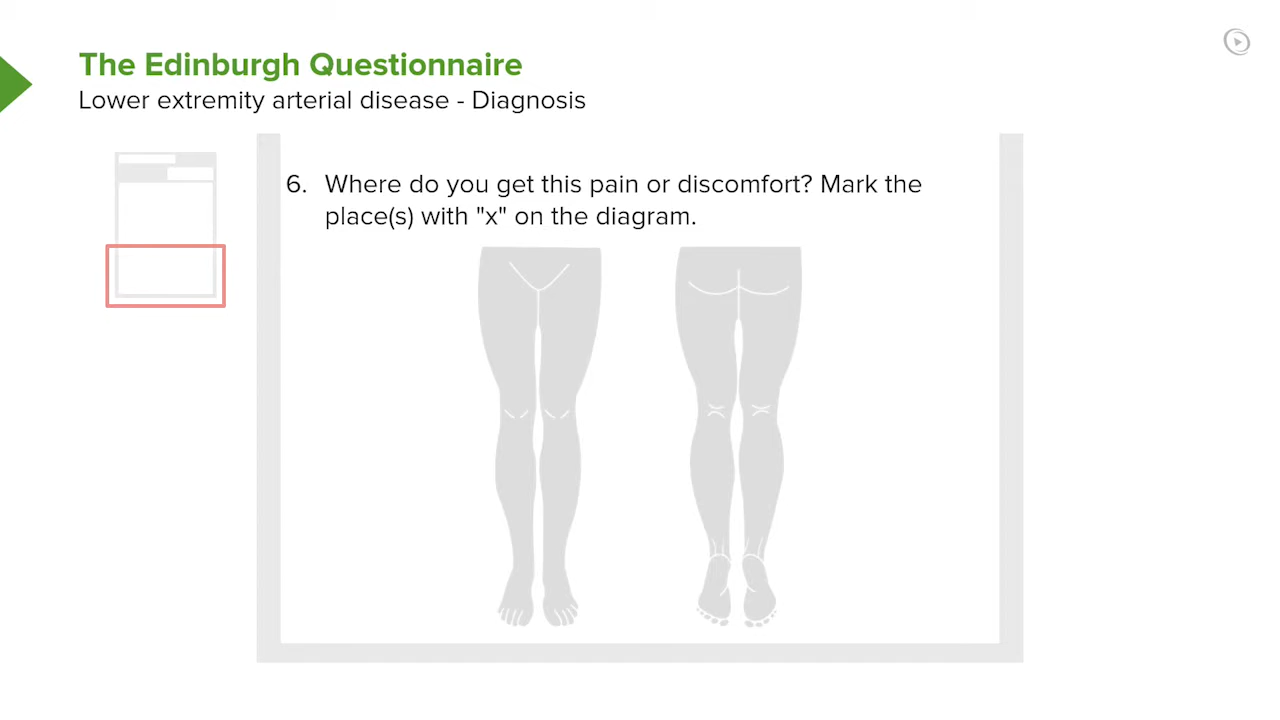 The Edinburgh Questionnaire
Lower extremity arterial disease - Diagnosis
6. Where do you get this pain or discomfort? Mark the
place(s) with "x" on the diagram.